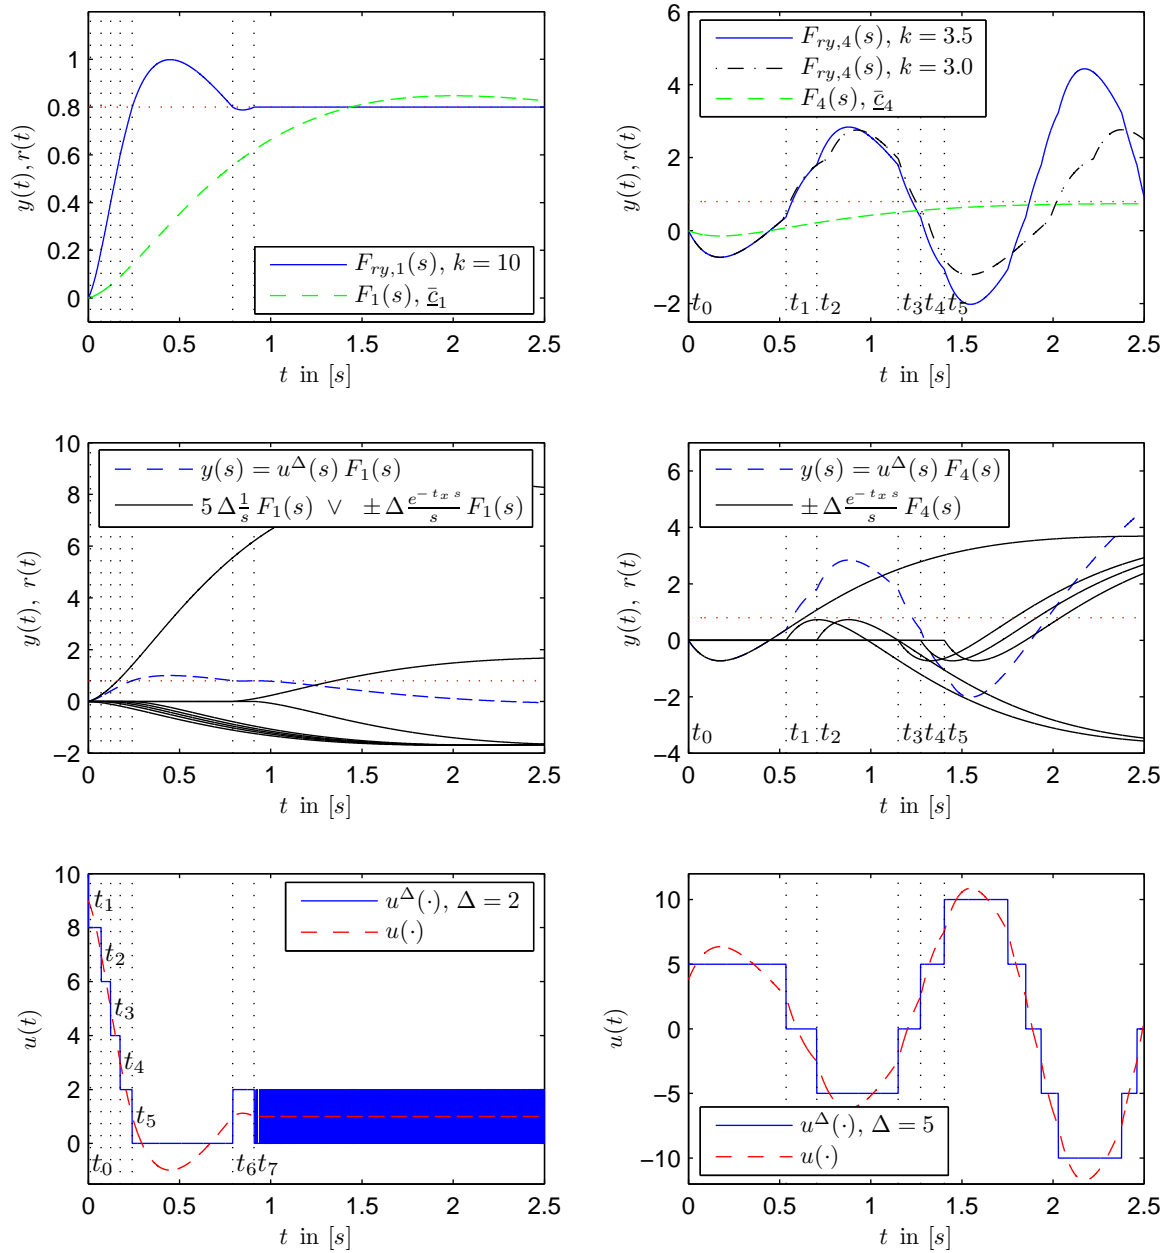 1
0.8
0.6
0.4
0.2
0
y(t), r(t)
F_{ry,1}(s), k = 10
F_1(s), \underline{\bar{c}}_1
0 0.5 1 1.5 2 2.5
t in [s]
6
4
2
0
−2
y(t), r(t)
F_{ry,4}(s), k = 3.5
F_{ry,4}(s), k = 3.0
F_4(s), \underline{\bar{c}}_4
t_0 t_1 t_2 t_3 t_4 t_5
0 0.5 1 1.5 2 2.5
t in [s]
10
8
6
4
2
0
−2
y(t), r(t)
y(s) = u^Δ(s) F_1(s)
5 Δ \frac{1}{s} F_1(s) ∨ ± Δ \frac{e^{- t_x s}}{s} F_1(s)
0 0.5 1 1.5 2 2.5
t in [s]
6
4
2
0
−2
−4
y(t), r(t)
y(s) = u^Δ(s) F_4(s)
± Δ \frac{e^{- t_x s}}{s} F_4(s)
t_0 t_1 t_2 t_3 t_4 t_5
0 0.5 1 1.5 2 2.5
t in [s]
10
8
6
4
2
0
u(t)
u^Δ(·), Δ = 2
u(·)
t_1
t_2
t_3
t_4
t_5
t_0 t_6 t_7
0 0.5 1 1.5 2 2.5
t in [s]
10
5
0
−5
−10
u(t)
u^Δ(·), Δ = 5
u(·)
0 0.5 1 1.5 2 2.5
t in [s]